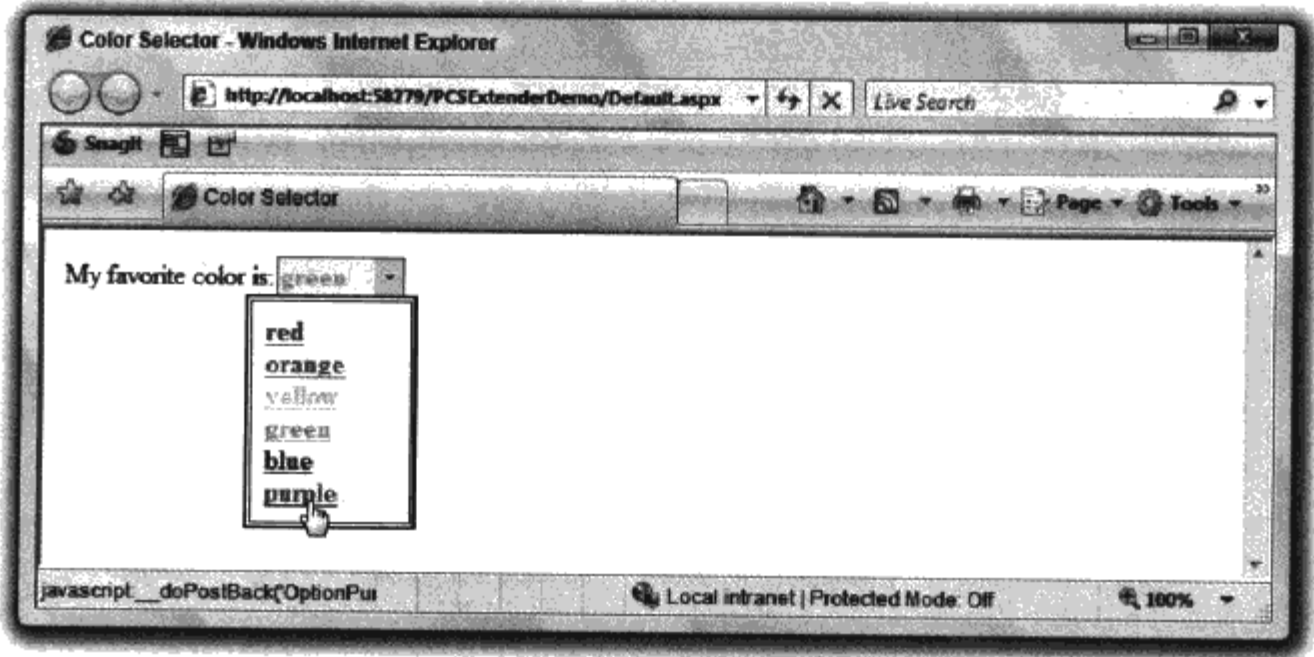 Color Selector - Windows Internet Explorer
http://localhost:58779/PCSExtenderDemo/Default.aspx
Live Search
SnagIt
Color Selector
Page
Tools
My favorite color is: green
red
orange
yellow
green
blue
purple
javascript:__doPostBack('OptionPur
Local intranet | Protected Mode: Off
100%